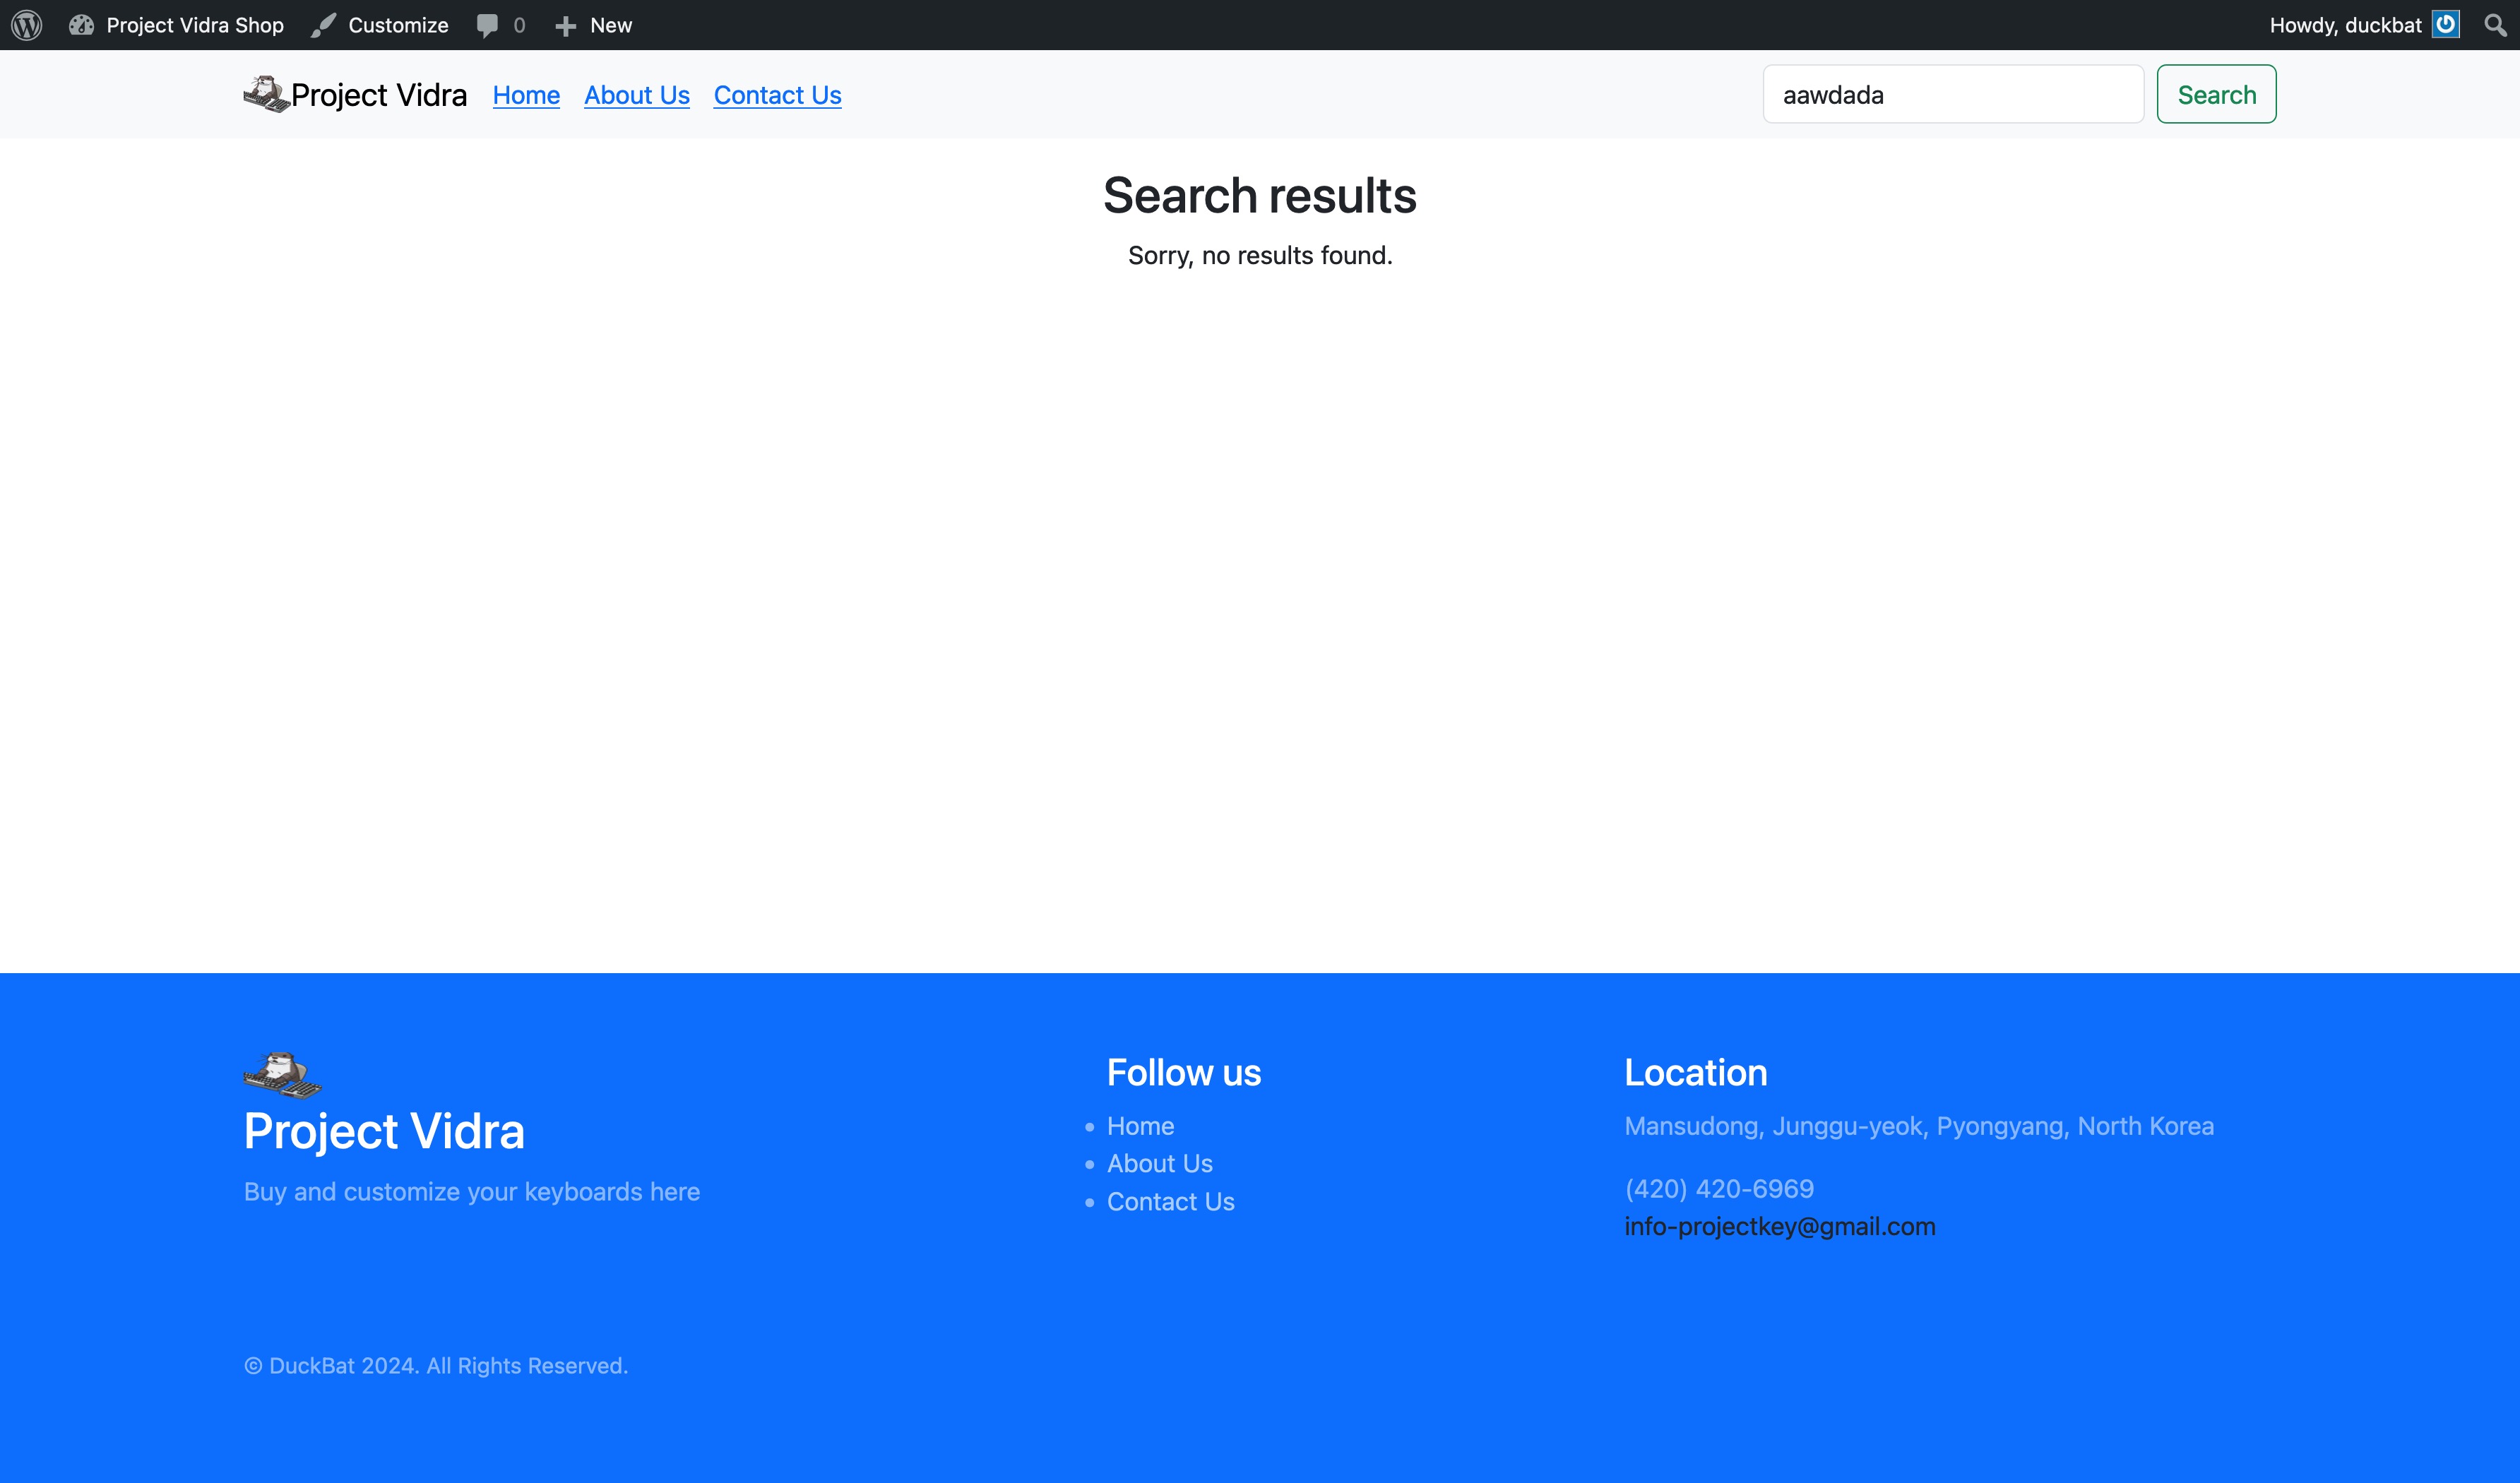 Project Vidra Shop Customize 0 New Howdy, duckbat
Project Vidra Home About Us Contact Us aawdada Search
Search results
Sorry, no results found.
Project Vidra
Buy and customize your keyboards here
Follow us
Home
About Us
Contact Us
Location
Mansudong, Junggu-yeok, Pyongyang, North Korea
(420) 420-6969
info-projectkey@gmail.com
© DuckBat 2024. All Rights Reserved.